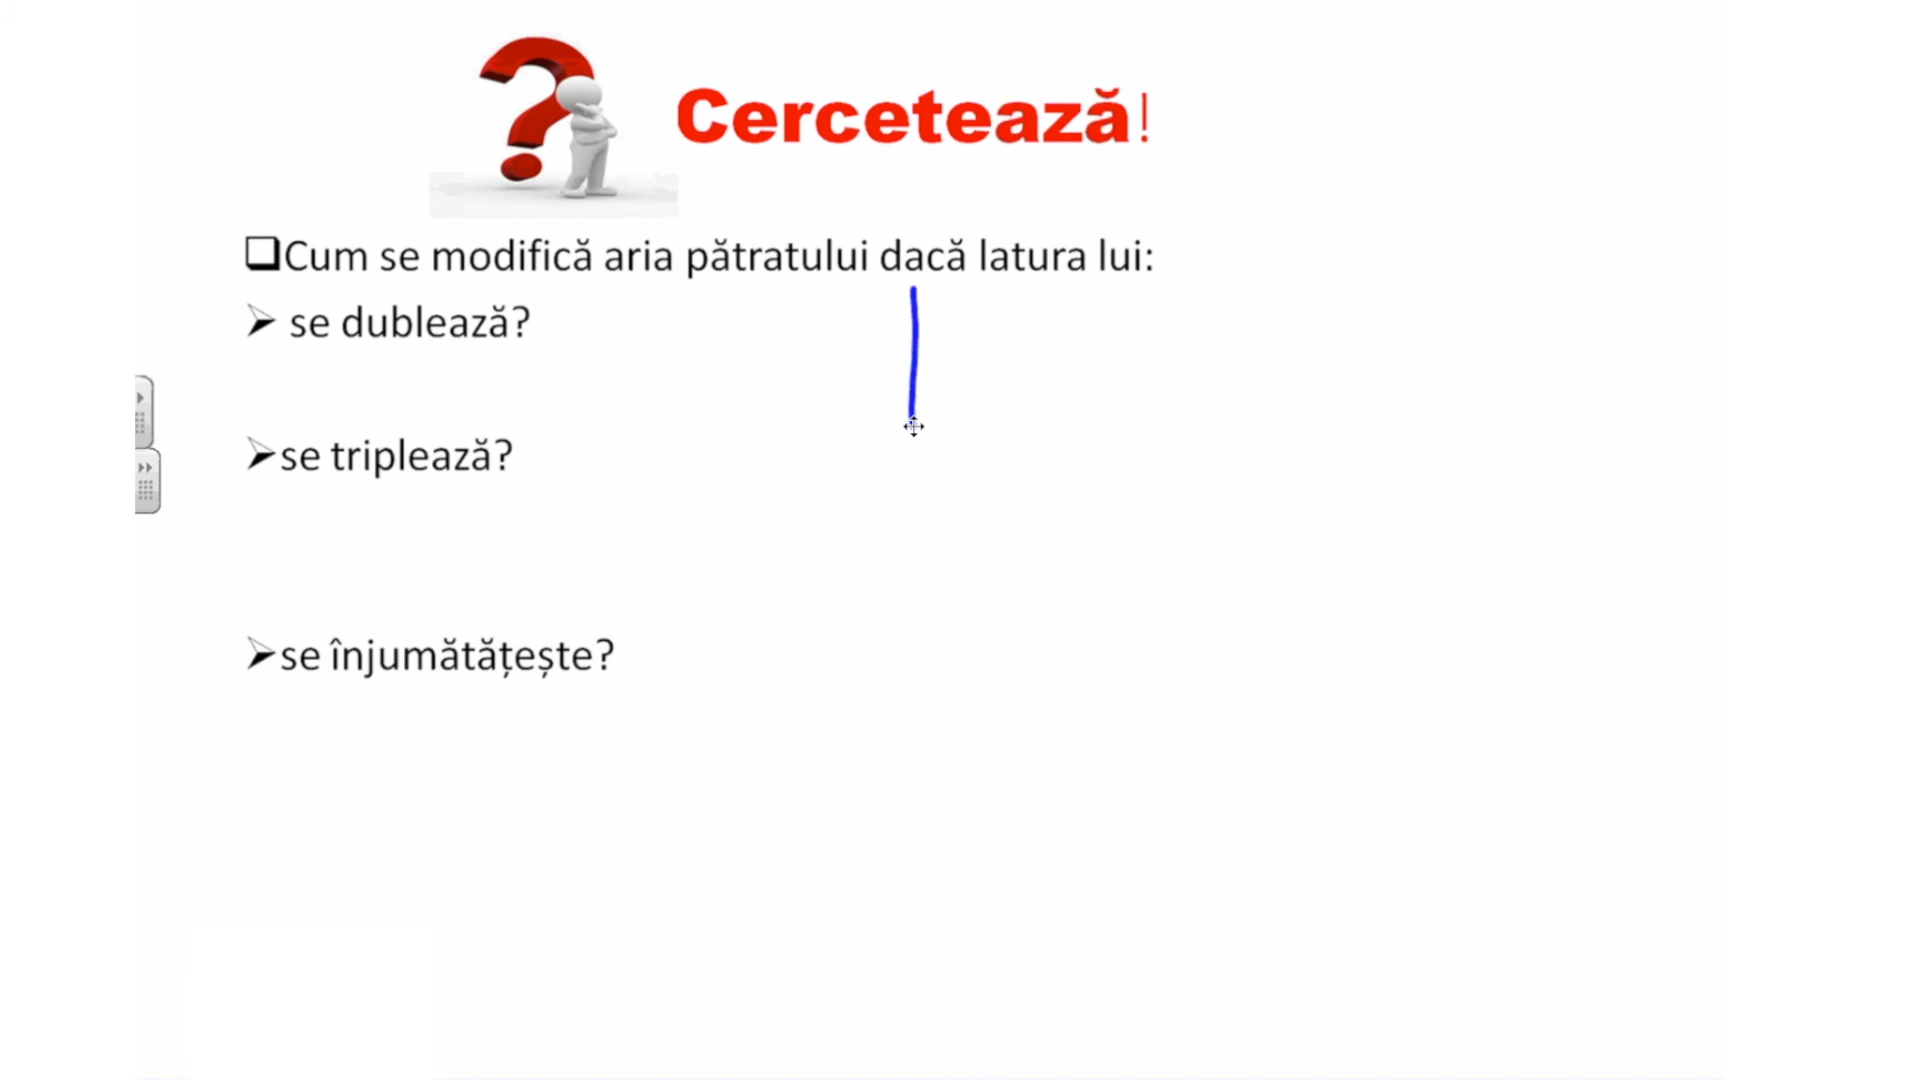 Cercetează!
Cum se modifică aria pătratului dacă latura lui:
se dublează?
se triplează?
se înjumătățește?